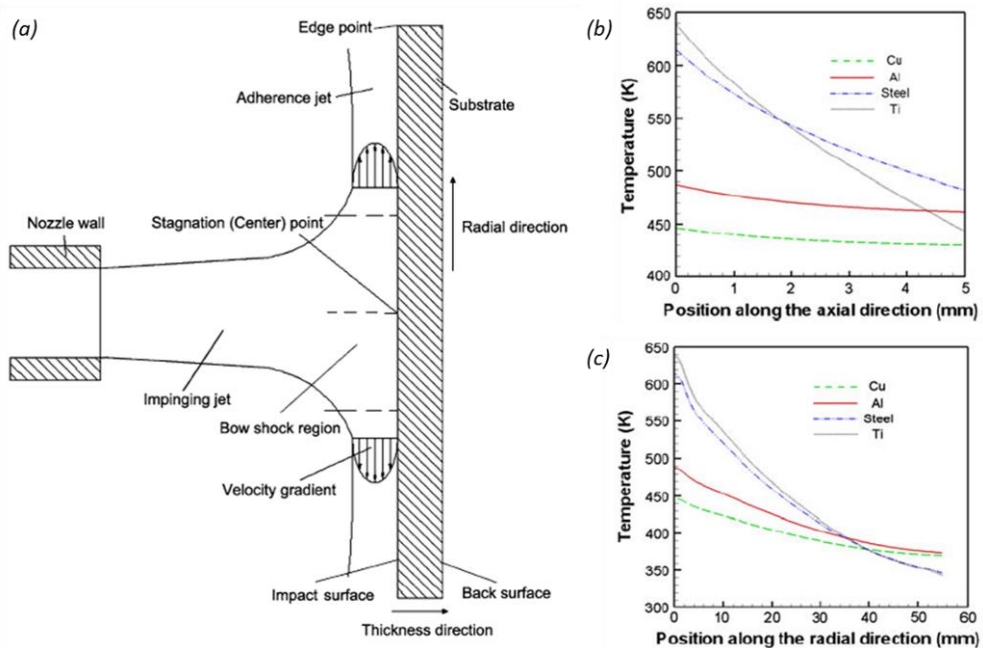 (a)
Edge point
Adherence jet
Substrate
Stagnation (Center) point
Nozzle wall
Radial direction
Impinging jet
Bow shock region
Velocity gradient
Impact surface
Back surface
Thickness direction
(b)
650
600
550
500
450
400
Temperature (K)
Cu
Al
Steel
Ti
0 1 2 3 4 5
Position along the axial direction (mm)
(c)
650
600
550
500
450
400
350
300
Temperature (K)
Cu
Al
Steel
Ti
0 10 20 30 40 50 60
Position along the radial direction (mm)